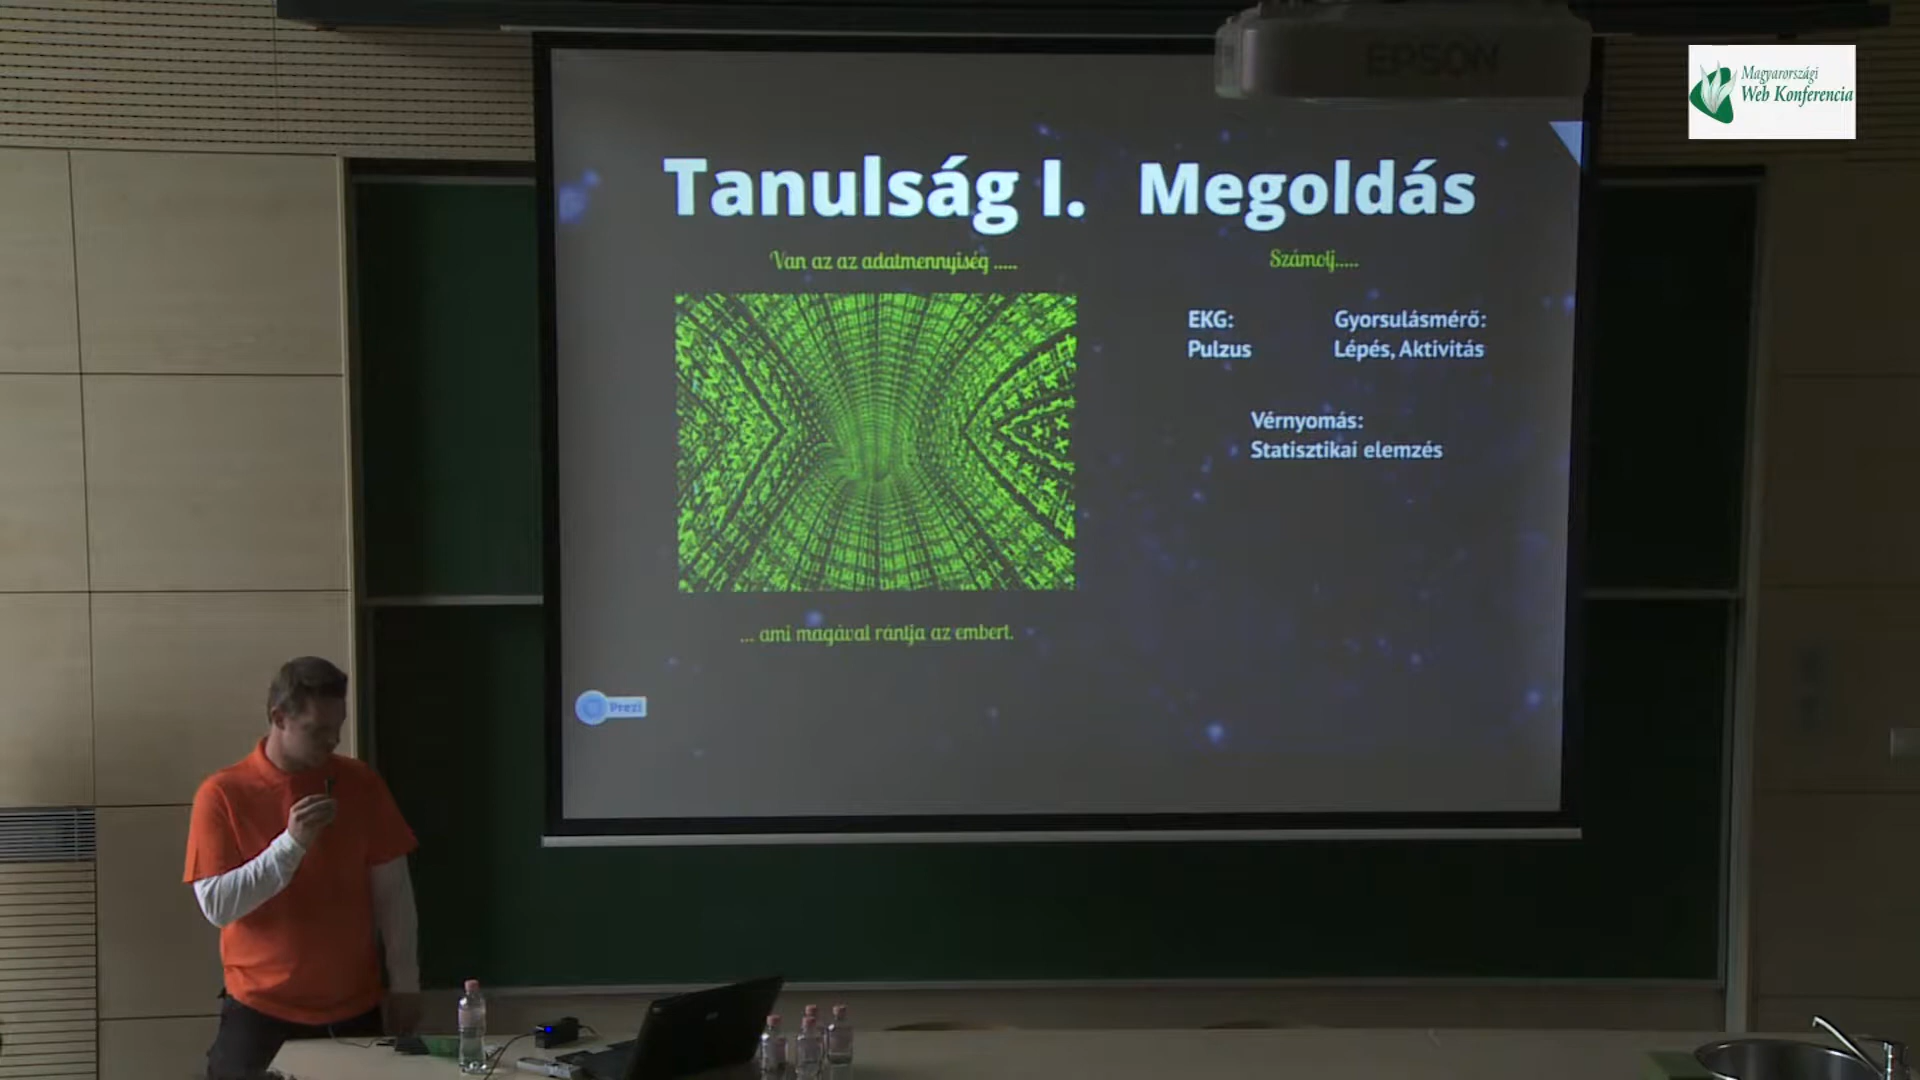 EPSON
Magyarországi
Web Konferencia
Tanulság I.
Van az az adatmennyiség .....
... ami magával rántja az embert.
Megoldás
Számolj.....
EKG:
Pulzus
Gyorsulásmérő:
Lépés, Aktivitás
Vérnyomás:
Statisztikai elemzés
Prezi